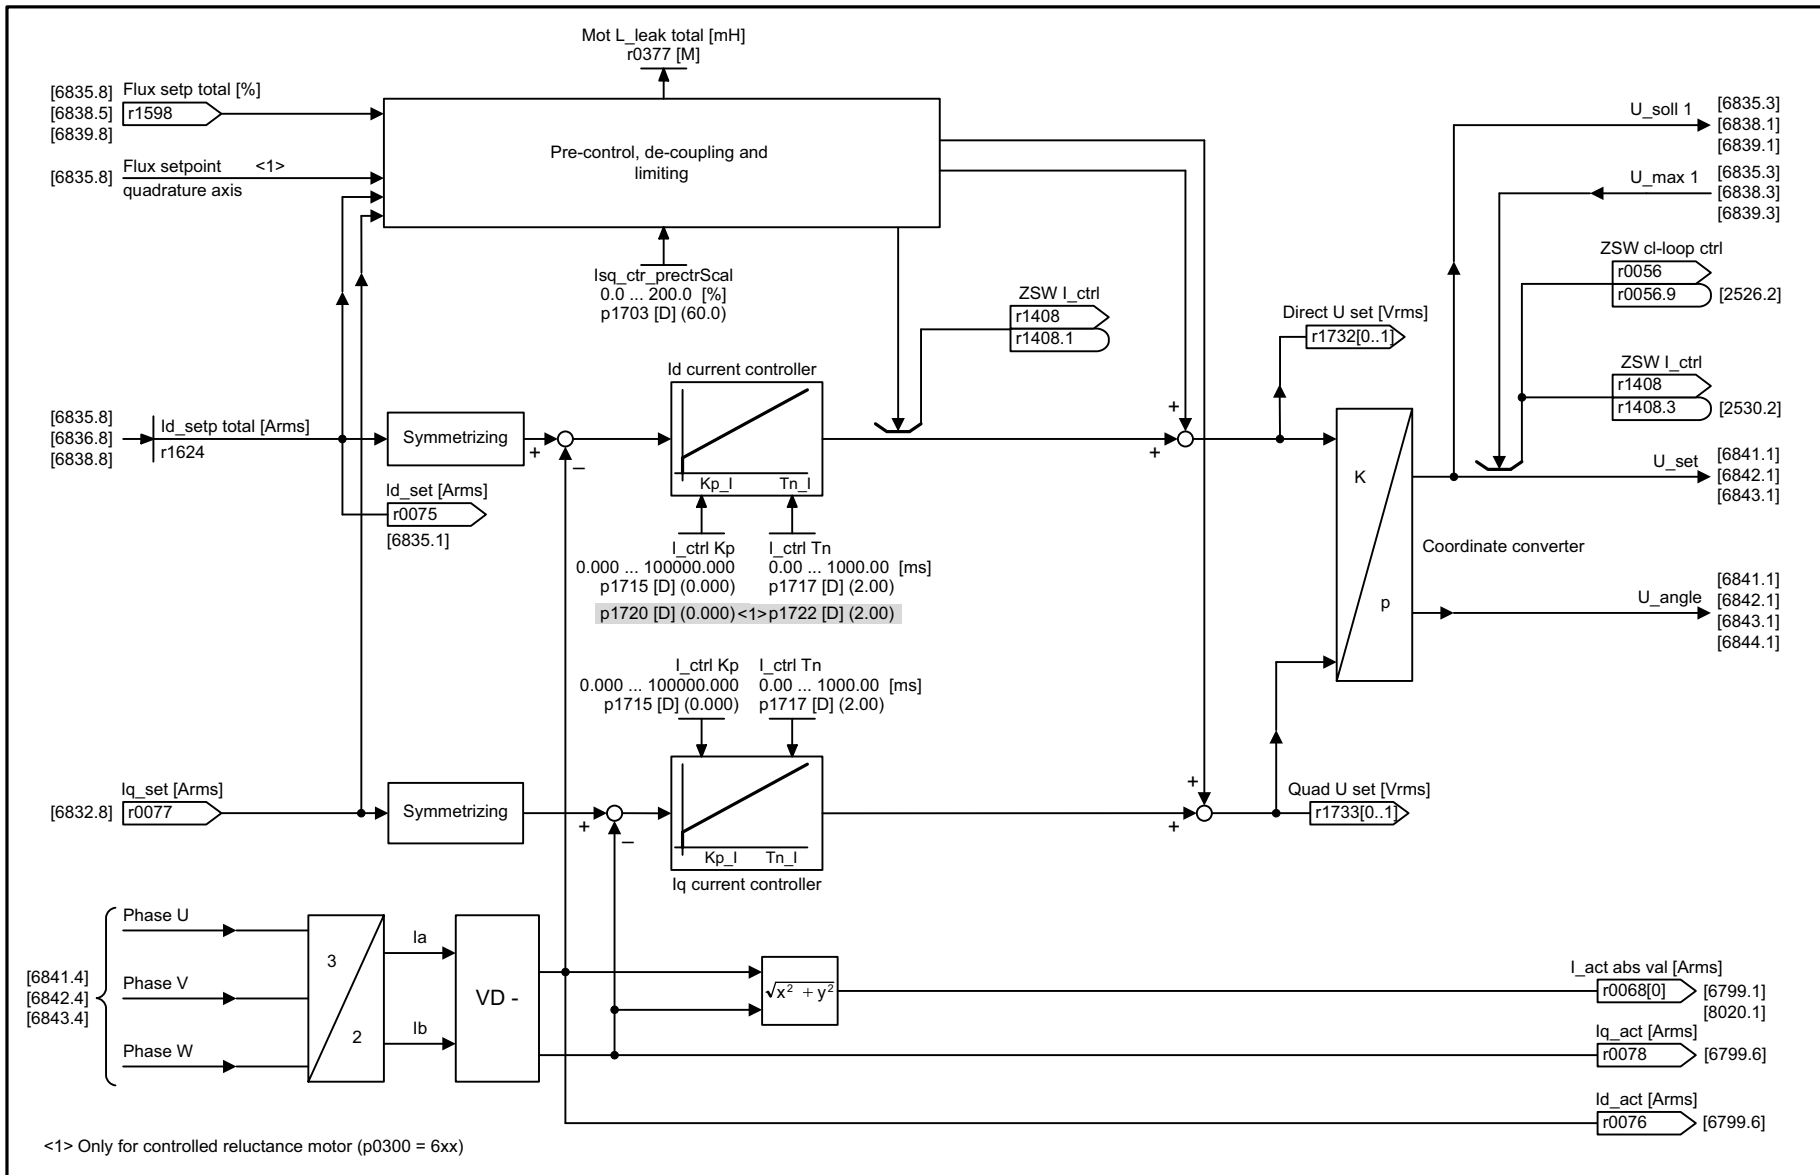 Mot L_leak total [mH]
r0377 [M]
[6835.8]
[6838.5]
[6839.8]
Flux setp total [%]
r1598
[6835.8]
Flux setpoint <1>
quadrature axis
Pre-control, de-coupling and
limiting
U_soll 1
[6835.3]
[6838.1]
[6839.1]
U_max 1
[6835.3]
[6838.3]
[6839.3]
Isq_ctr_prectrScal
0.0 ... 200.0 [%]
p1703 [D] (60.0)
ZSW I_ctrl
r1408
r1408.1
ZSW cl-loop ctrl
r0056
r0056.9
[2526.2]
Direct U set [Vrms]
r1732[0..1]
ZSW I_ctrl
r1408
r1408.3
[2530.2]
[6835.8]
[6836.8]
[6838.8]
Id_setp total [Arms]
r1624
Symmetrizing
+
–
Id current controller
Kp_I Tn_I
+
+
Id_set [Arms]
r0075
[6835.1]
I_ctrl Kp
0.000 ... 100000.000
p1715 [D] (0.000)
I_ctrl Tn
0.00 ... 1000.00 [ms]
p1717 [D] (2.00)
p1720 [D] (0.000) <1> p1722 [D] (2.00)
K
p
Coordinate converter
U_set
[6841.1]
[6842.1]
[6843.1]
U_angle
[6841.1]
[6842.1]
[6843.1]
[6844.1]
I_ctrl Kp
0.000 ... 100000.000
p1715 [D] (0.000)
I_ctrl Tn
0.00 ... 1000.00 [ms]
p1717 [D] (2.00)
[6832.8]
Iq_set [Arms]
r0077
Symmetrizing
+
–
Kp_I Tn_I
Iq current controller
+
+
Quad U set [Vrms]
r1733[0..1]
[6841.4]
[6842.4]
[6843.4]
Phase U
Phase V
Phase W
3
2
Ia
Ib
VD -
√x² + y²
I_act abs val [Arms]
r0068[0]
[6799.1]
[8020.1]
Iq_act [Arms]
r0078
[6799.6]
Id_act [Arms]
r0076
[6799.6]
<1> Only for controlled reluctance motor (p0300 = 6xx)